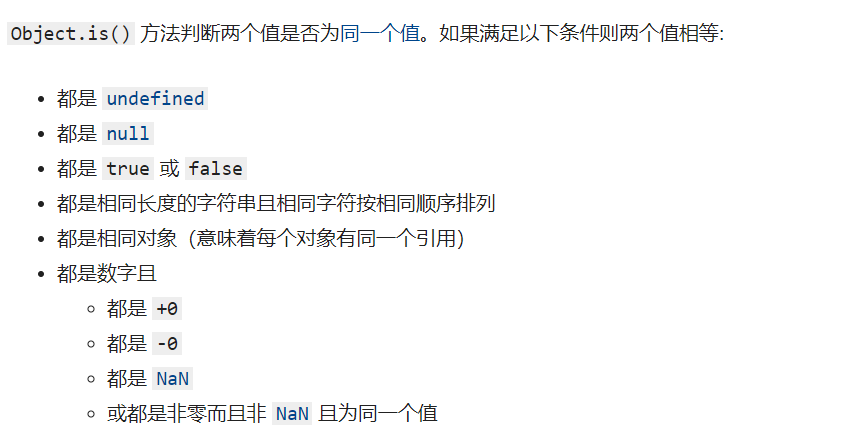 Object.is() 方法判断两个值是否为同一个值。如果满足以下条件则两个值相等:
都是 undefined
都是 null
都是 true 或 false
都是相同长度的字符串且相同字符按相同顺序排列
都是相同对象（意味着每个对象有同一个引用）
都是数字且
都是 +0
都是 -0
都是 NaN
或都是非零而且非 NaN 且为同一个值